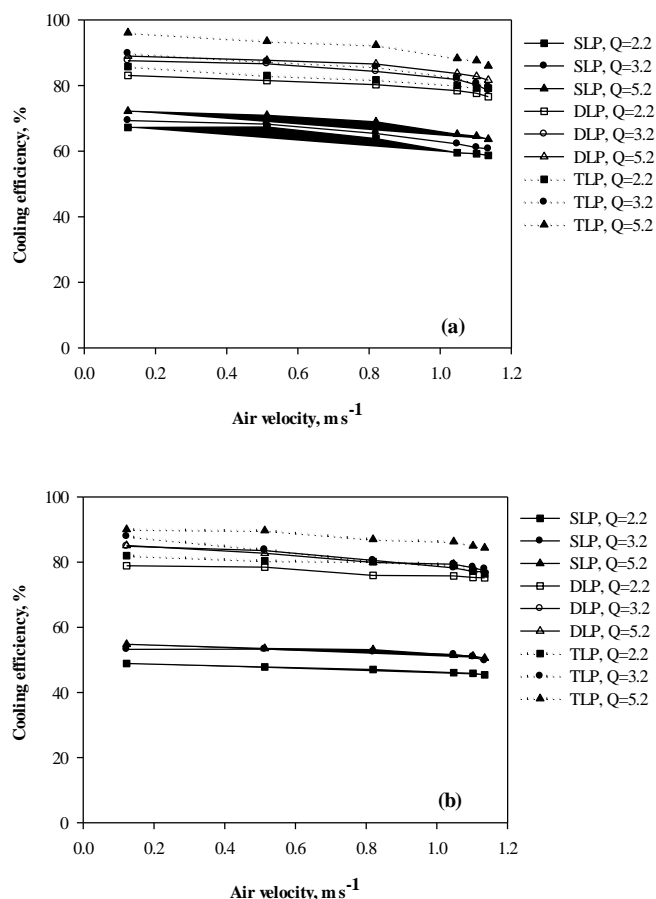 100
80
60
40
20
0
Cooling efficiency, %
0.0 0.2 0.4 0.6 0.8 1.0 1.2
Air velocity, m s-1
(a)
SLP, Q=2.2
SLP, Q=3.2
SLP, Q=5.2
DLP, Q=2.2
DLP, Q=3.2
DLP, Q=5.2
TLP, Q=2.2
TLP, Q=3.2
TLP, Q=5.2
100
80
60
40
20
0
Cooling efficiency, %
0.0 0.2 0.4 0.6 0.8 1.0 1.2
Air velocity, m s-1
(b)
SLP, Q=2.2
SLP, Q=3.2
SLP, Q=5.2
DLP, Q=2.2
DLP, Q=3.2
DLP, Q=5.2
TLP, Q=2.2
TLP, Q=3.2
TLP, Q=5.2